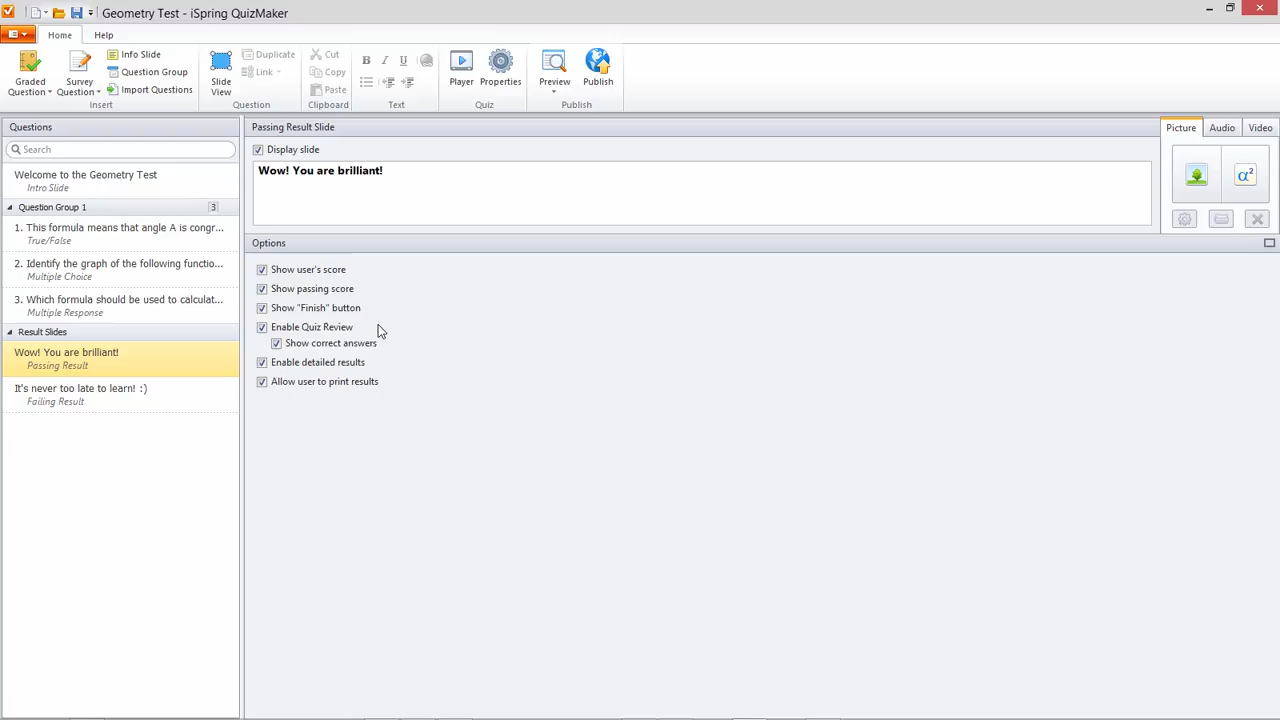 Geometry Test - iSpring QuizMaker
Home Help
Graded Question
Survey Question
Info Slide
Question Group
Import Questions
Insert
Slide View
Duplicate
Link
Question
Cut
Copy
Paste
Clipboard
B I U
Text
Player
Properties
Quiz
Preview
Publish
Publish
Questions
Search
Welcome to the Geometry Test
Intro Slide
Question Group 1 3
1. This formula means that angle A is congr...
True/False
2. Identify the graph of the following functio...
Multiple Choice
3. Which formula should be used to calculat...
Multiple Response
Result Slides
Wow! You are brilliant!
Passing Result
It's never too late to learn! :)
Failing Result
Passing Result Slide
Display slide
Wow! You are brilliant!
Options
Show user's score
Show passing score
Show "Finish" button
Enable Quiz Review
Show correct answers
Enable detailed results
Allow user to print results
Picture Audio Video
α²